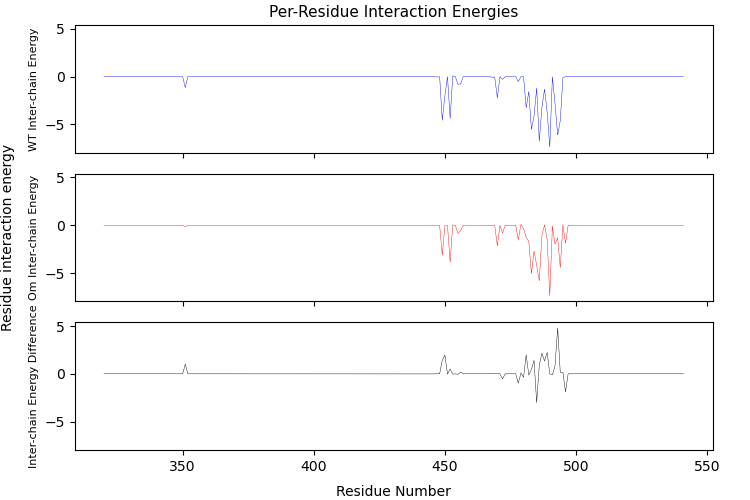 Per-Residue Interaction Energies
Residue interaction energy
WT Inter-chain Energy
5
0
−5
Om Inter-chain Energy
5
0
−5
Inter-chain Energy Difference
5
0
−5
350 400 450 500 550
Residue Number